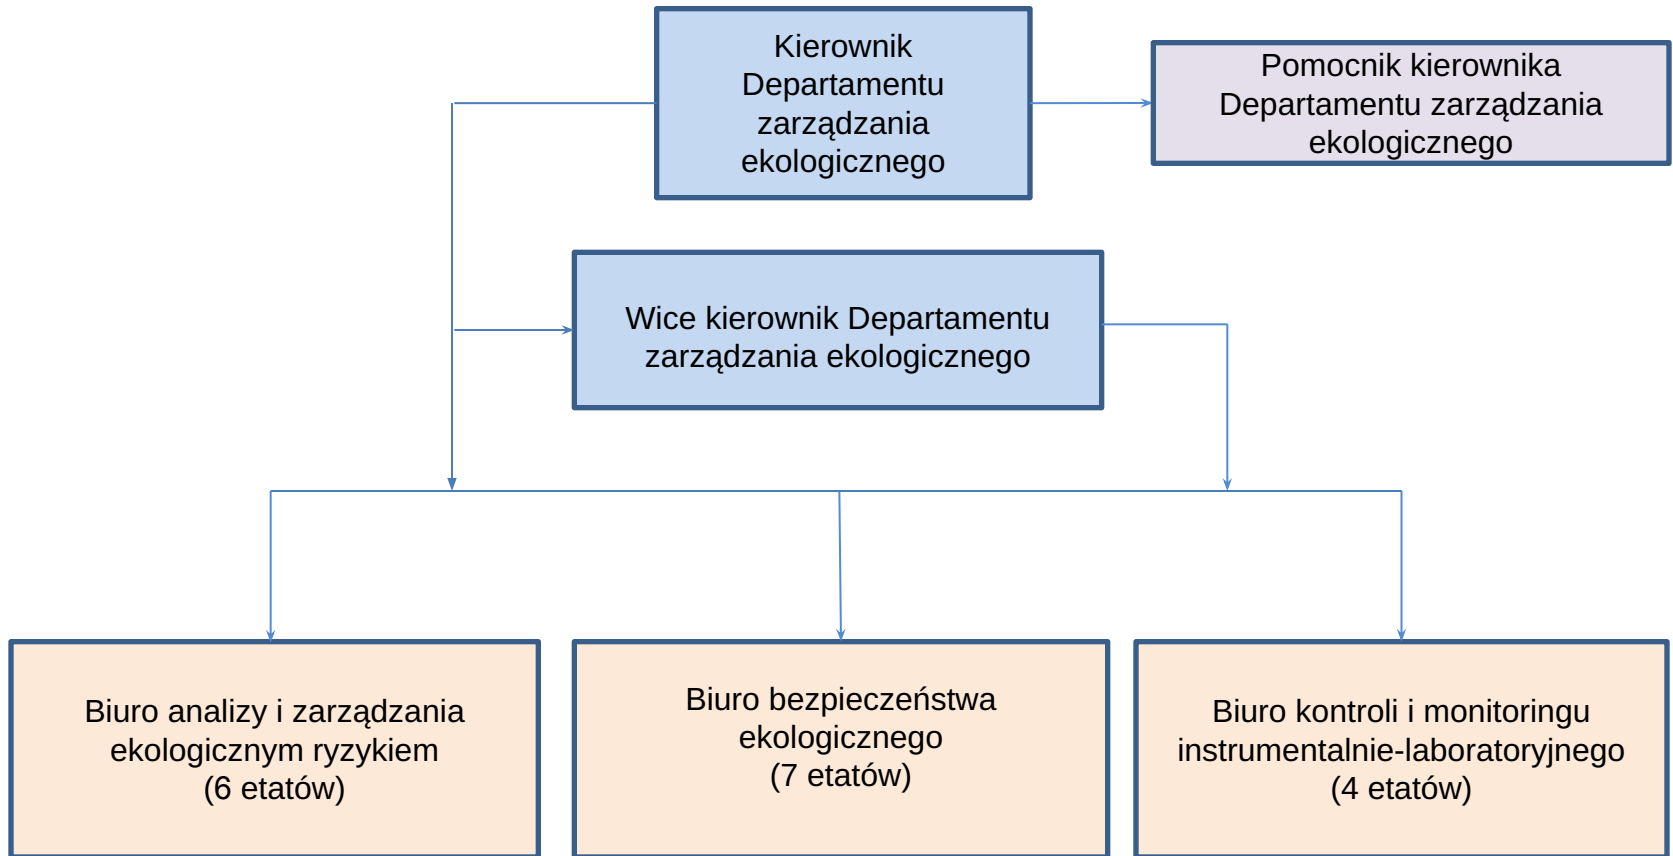 Kierownik
Departamentu
zarządzania
ekologicznego
Pomocnik kierownika
Departamentu zarządzania
ekologicznego
Wice kierownik Departamentu
zarządzania ekologicznego
Biuro analizy i zarządzania
ekologicznym ryzykiem
(6 etatów)
Biuro bezpieczeństwa
ekologicznego
(7 etatów)
Biuro kontroli i monitoringu
instrumentalnie-laboratoryjnego
(4 etatów)